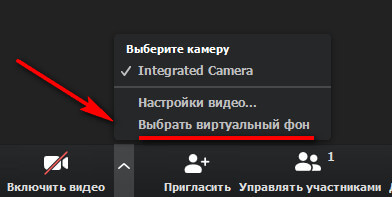 Выберите камеру
✓ Integrated Camera
Настройки видео...
Выбрать виртуальный фон
1
Включить видео
Пригласить
Управлять участниками